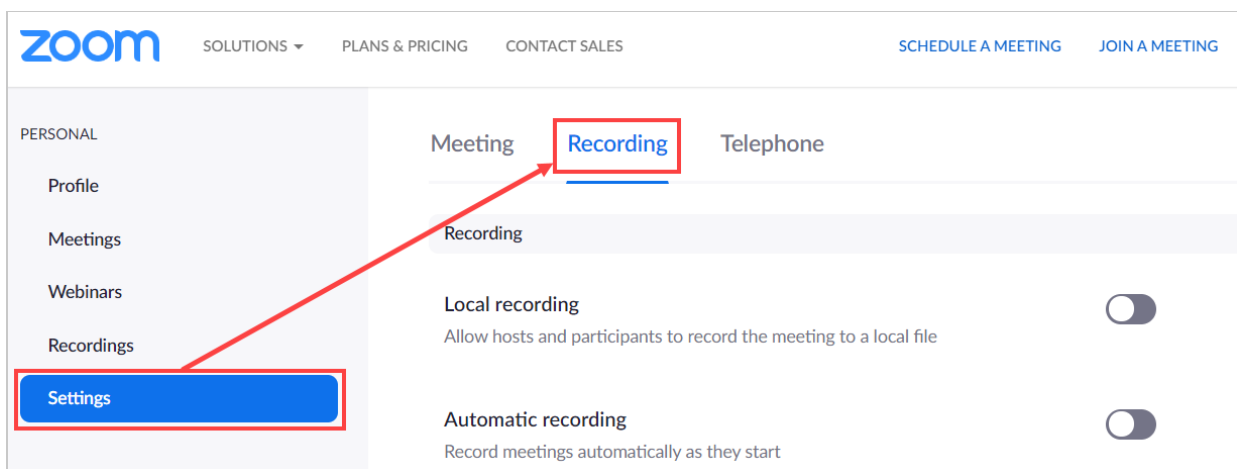 zoom SOLUTIONS PLANS & PRICING CONTACT SALES SCHEDULE A MEETING JOIN A MEETING
PERSONAL
Profile
Meetings
Webinars
Recordings
Settings
Meeting Recording Telephone
Recording
Local recording
Allow hosts and participants to record the meeting to a local file
Automatic recording
Record meetings automatically as they start